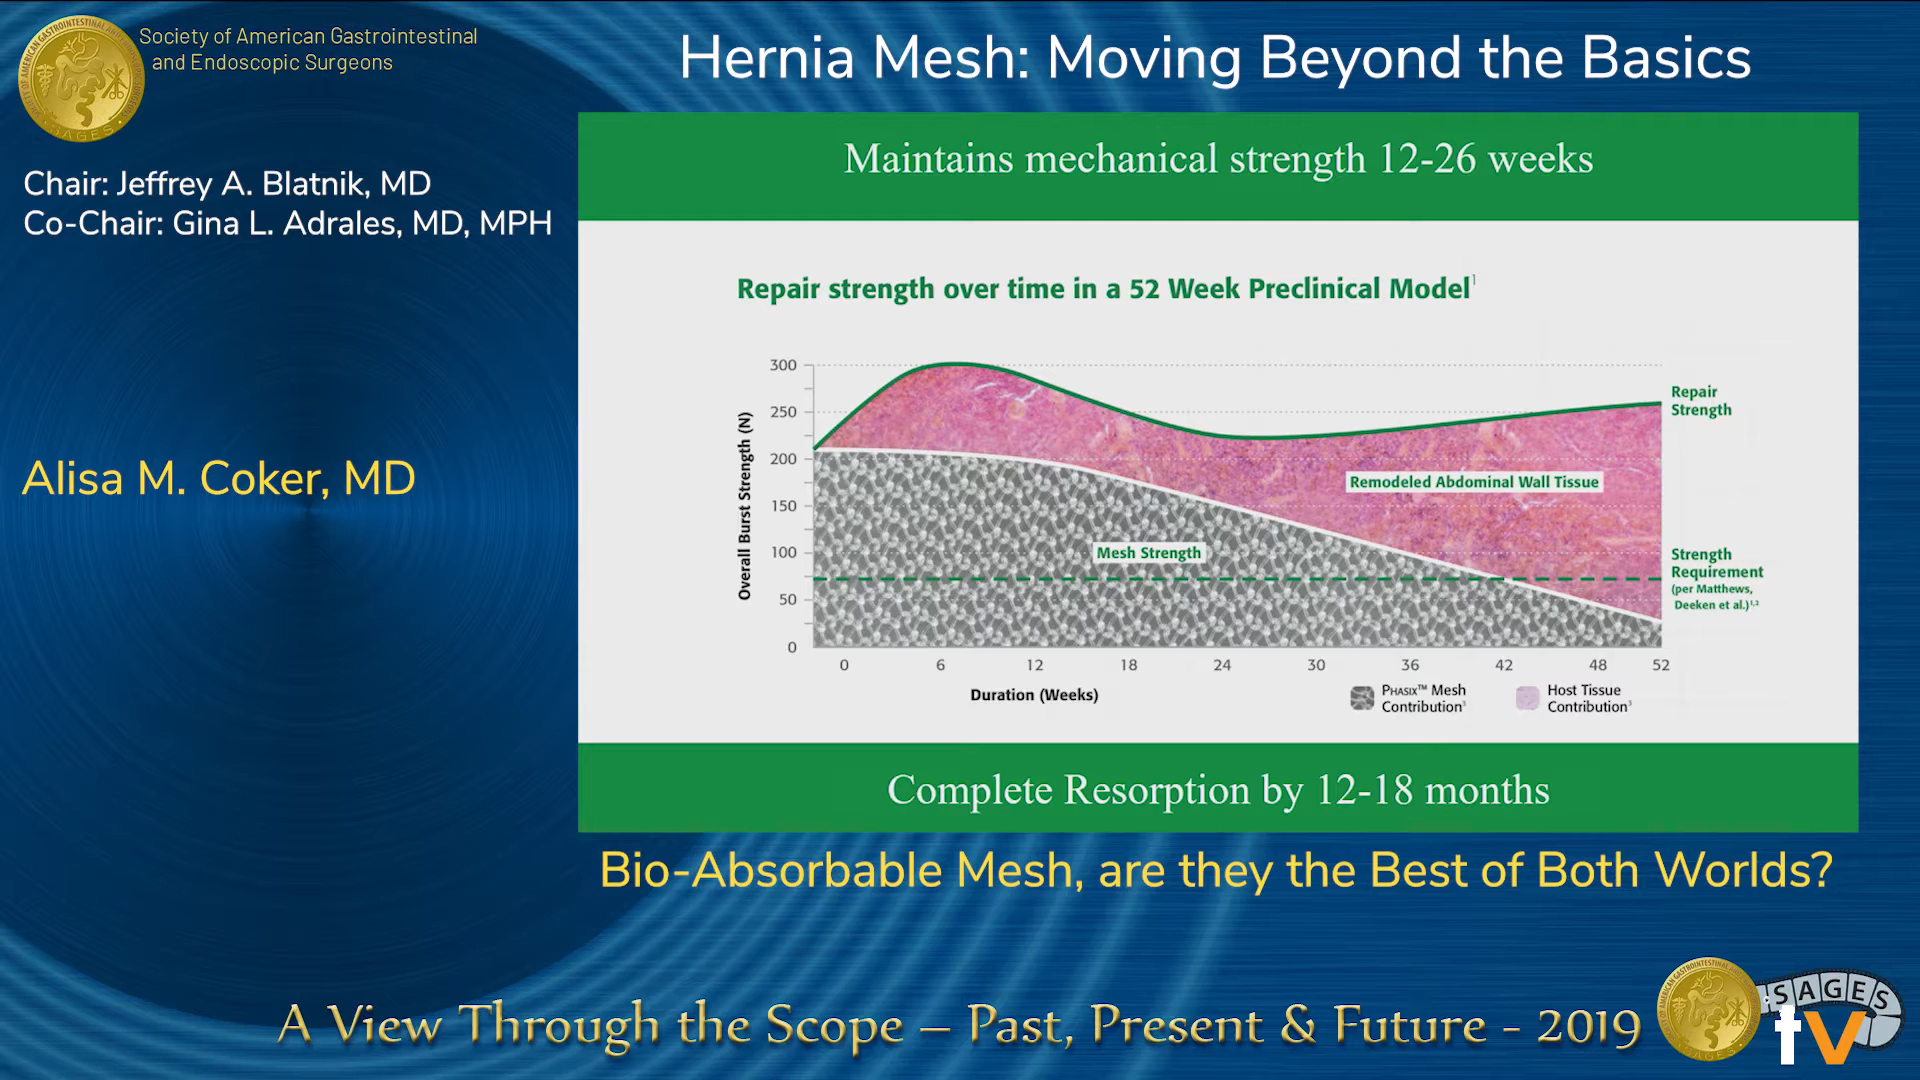 Society of American Gastrointestinal
and Endoscopic Surgeons
Hernia Mesh: Moving Beyond the Basics
Chair: Jeffrey A. Blatnik, MD
Co-Chair: Gina L. Adrales, MD, MPH
Alisa M. Coker, MD
Maintains mechanical strength 12-26 weeks
Repair strength over time in a 52 Week Preclinical Model¹
Overall Burst Strength (N)
300
250
200
150
100
50
0
Repair
Strength
Remodeled Abdominal Wall Tissue
Mesh Strength
Strength
Requirement
(per Matthews,
Deeken et al.)¹,²
0 6 12 18 24 30 36 42 48 52
Duration (Weeks)
Phasix™ Mesh
Contribution³
Host Tissue
Contribution³
Complete Resorption by 12-18 months
Bio-Absorbable Mesh, are they the Best of Both Worlds?
A View Through the Scope – Past, Present & Future - 2019
SAGES
tv